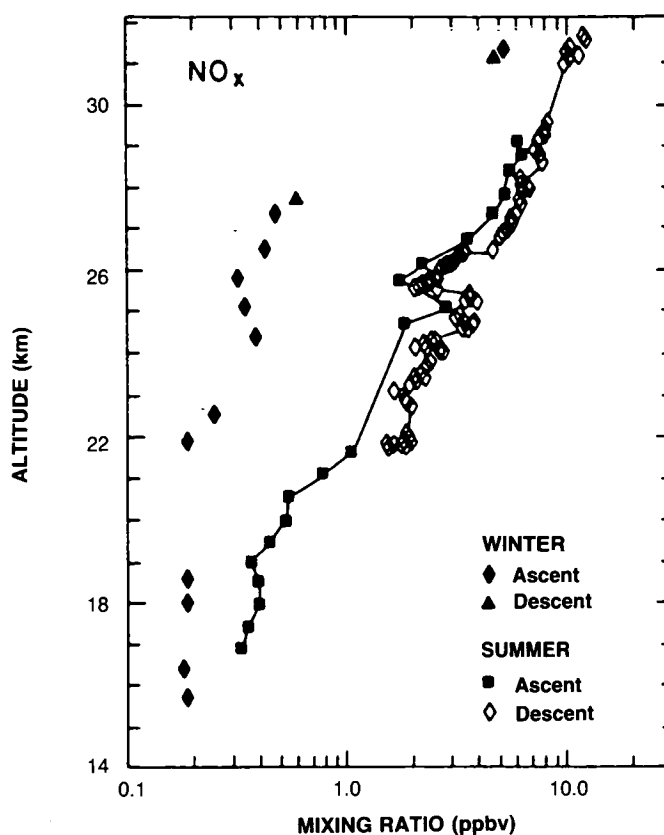 NOx
31
30
26
22
18
14
ALTITUDE (km)
0.1
1.0
10.0
MIXING RATIO (ppbv)
WINTER
Ascent
Descent
SUMMER
Ascent
Descent